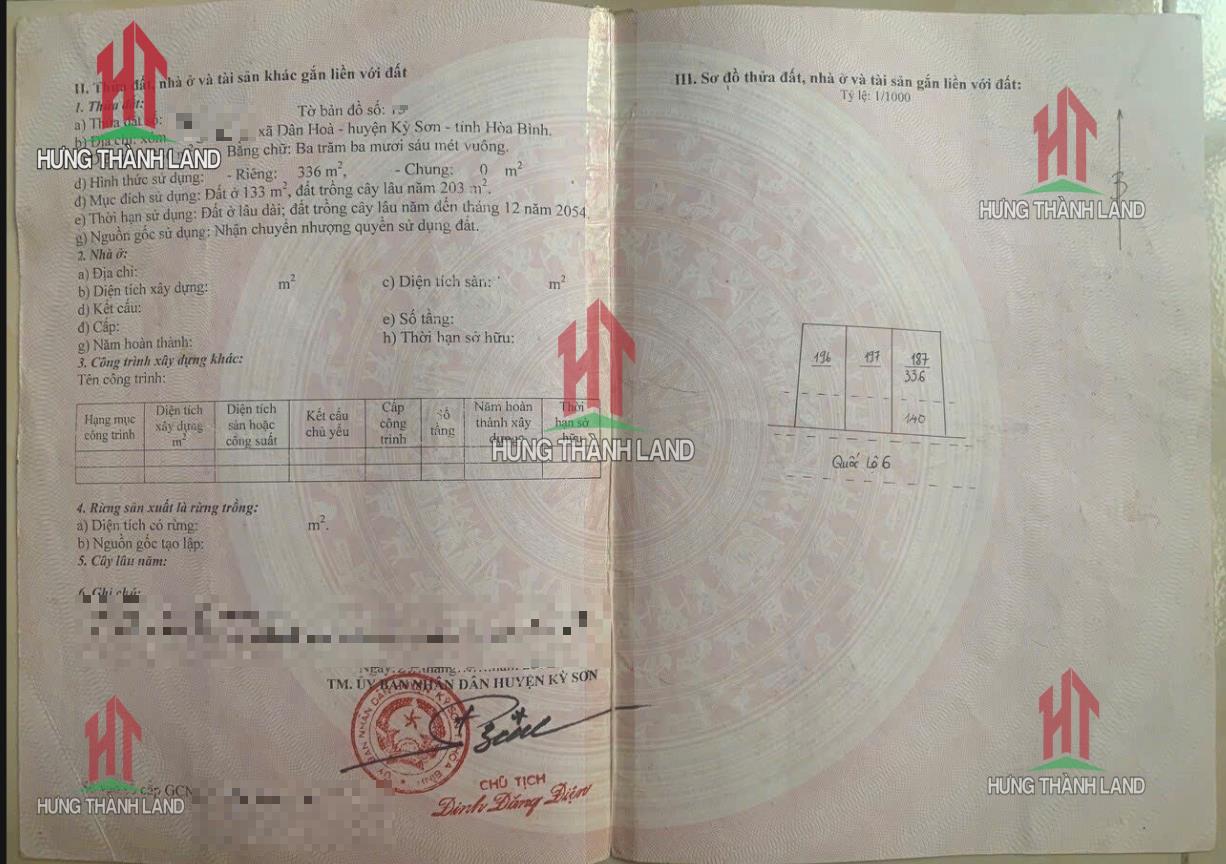 II. Thửa đất, nhà ở và tài sản khác gắn liền với đất
1. Thửa đất:
a) Thửa đất số: Tờ bản đồ số:
b) Địa chỉ: xóm xã Dân Hoà - huyện Kỳ Sơn - tỉnh Hòa Bình.
Bằng chữ: Ba trăm ba mươi sáu mét vuông.
d) Hình thức sử dụng: - Riêng: 336 m², - Chung: 0 m²
đ) Mục đích sử dụng: Đất ở 133 m², đất trồng cây lâu năm 203 m².
e) Thời hạn sử dụng: Đất ở lâu dài; đất trồng cây lâu năm đến tháng 12 năm 2054.
g) Nguồn gốc sử dụng: Nhận chuyển nhượng quyền sử dụng đất.
2. Nhà ở:
a) Địa chỉ:
b) Diện tích xây dựng: m² c) Diện tích sàn: m²
d) Kết cấu:
đ) Cấp: e) Số tầng:
g) Năm hoàn thành: h) Thời hạn sở hữu:
3. Công trình xây dựng khác:
Tên công trình:
Hạng mục công trình
Diện tích xây dựng m²
Diện tích sàn hoặc công suất
Kết cấu chủ yếu
Cấp công trình
Số tầng
Năm hoàn thành xây dựng
Thời hạn sở hữu
4. Rừng sản xuất là rừng trồng:
a) Diện tích có rừng: m².
b) Nguồn gốc tạo lập:
5. Cây lâu năm:
6. Ghi chú:
TM. ỦY BAN NHÂN DÂN HUYỆN KỲ SƠN
CHỦ TỊCH
Đinh Đăng Điện
cấp GCN
III. Sơ đồ thửa đất, nhà ở và tài sản gắn liền với đất:
Tỷ lệ: 1/1000
B
196 197 187
336
140
Quốc lộ 6
HT
HƯNG THÀNH LAND
HT
HƯNG THÀNH LAND
HT
HƯNG THÀNH LAND
HT
HƯNG THÀNH LAND
HT
HƯNG THÀNH LAND